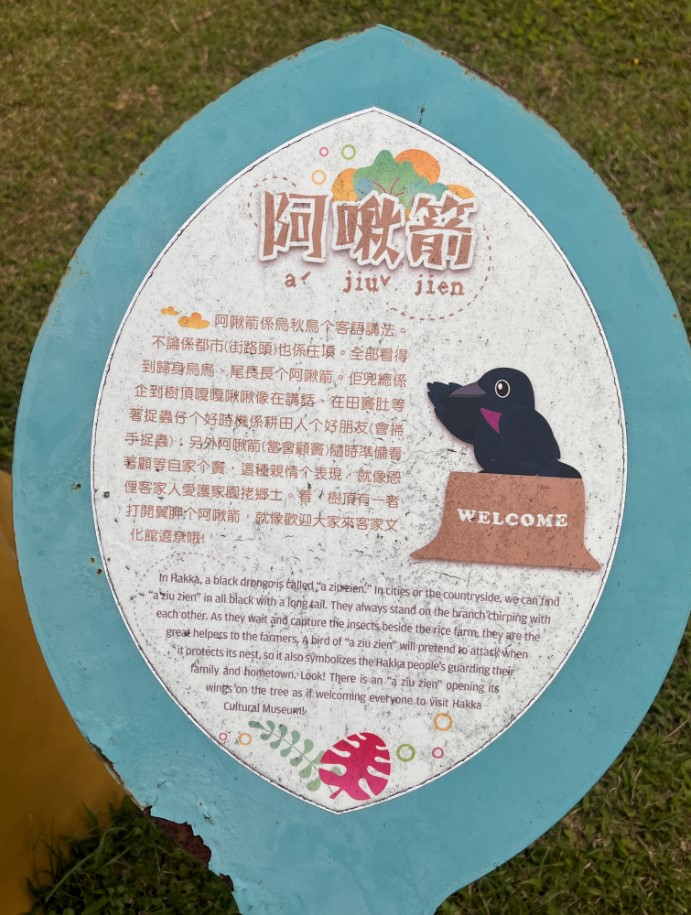 阿啾箭
aˊ jiuˇ jien
阿啾箭係烏秋鳥个客語講法。
不論係都市(街路頭)也係庄項。全部看得
到歸身烏烏、尾長長个阿啾箭。佢兜總係
企到樹頂嘎嘎啾啾像在講話、在田竇肚等
著捉蟲仔个好時機係耕田人个好朋友(會𢯭
手捉蟲)；另外阿啾箭(當會顧竇)隨時準備看
著顧等自家个竇，這種親情个表現，就像
俚客家人愛護家園挖鄉土。看！樹頂有一隻
打開翼胛个阿啾箭，就像歡迎大家來客家文
化館遶尞哦!
WELCOME
In Hakka, a black drongo is called "a ziu zien." In cities or the countryside, we can find
"a ziu zien" in all black with a long tail. They always stand on the branch chirping with
each other. As they wait and capture the insects beside the rice farm, they are the
great helpers to the farmers. A bird of "a ziu zien" will pretend to attack when
it protects its nest, so it also symbolizes the Hakka people's guarding their
family and hometown. Look! There is an "a ziu zien" opening its
wings on the tree as if welcoming everyone to visit Hakka
Cultural Museum!